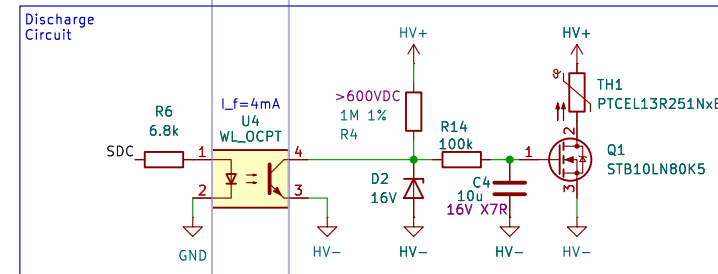 Discharge
Circuit
HV+
HV+
ϑ
TH1
PTCEL13R251NxE
>600VDC
1M 1%
R4
I_f=4mA
U4
WL_OCPT
R6
6.8k
R14
100k
2
Q1
STB10LN80K5
SDC
1
4
1
2
3
D2
16V
C4
10u
16V X7R
3
GND
HV-
HV-
HV-
HV-